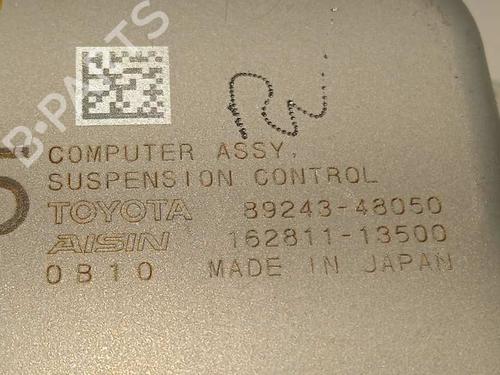 B-PARTS
COMPUTER ASSY,
SUSPENSION CONTROL
TOYOTA 89243-48050
AISIN 162811-13500
0B10 MADE IN JAPAN